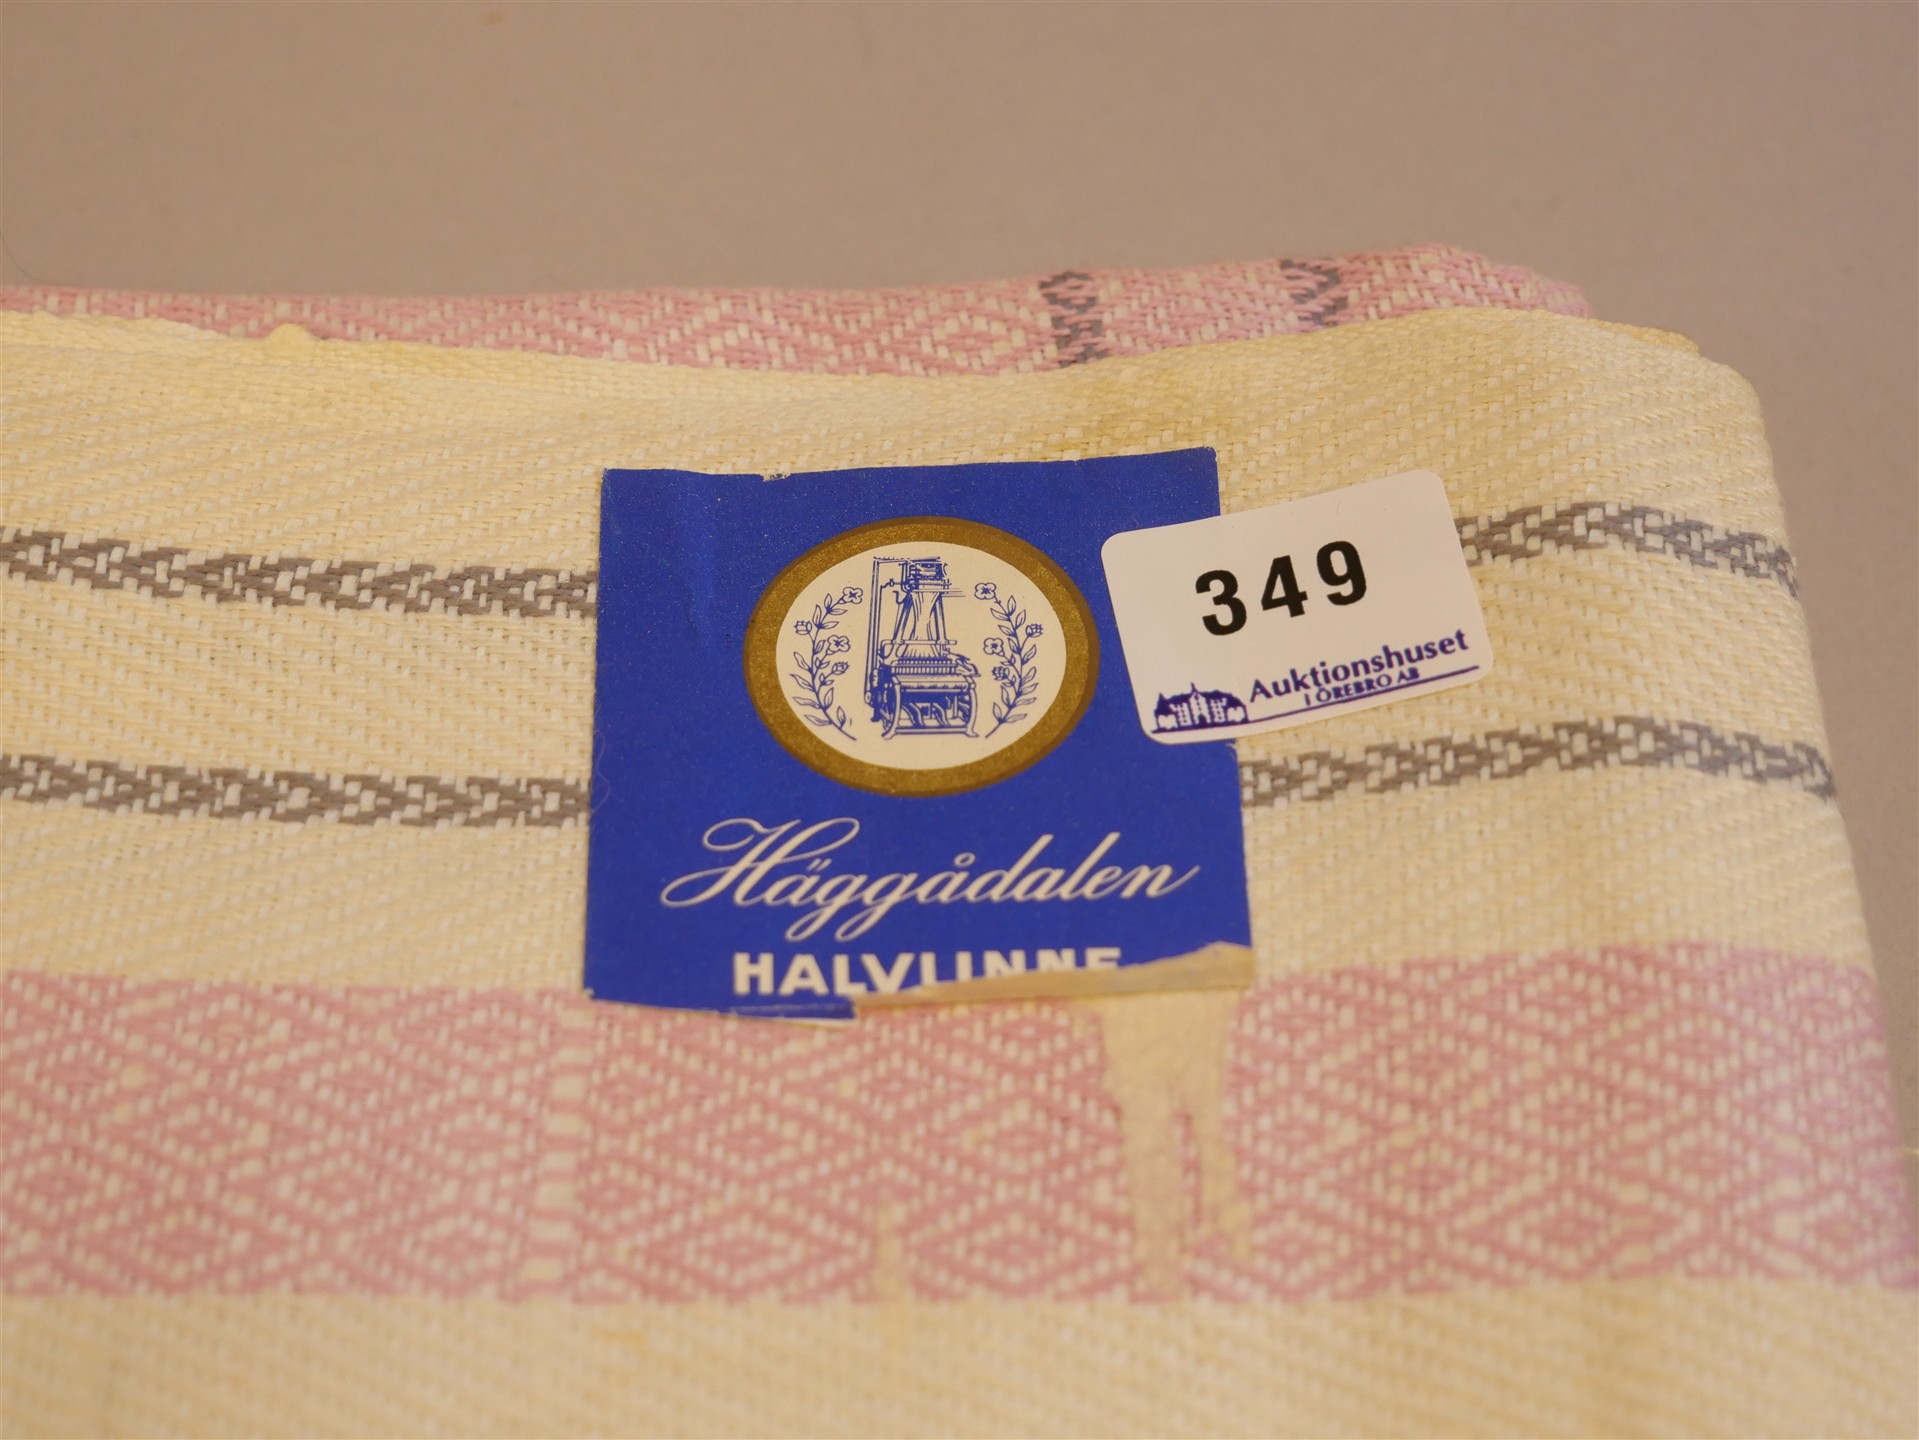 349
Auktionshuset
I ÖREBRO AB
Häggådalen
HALVLINNE